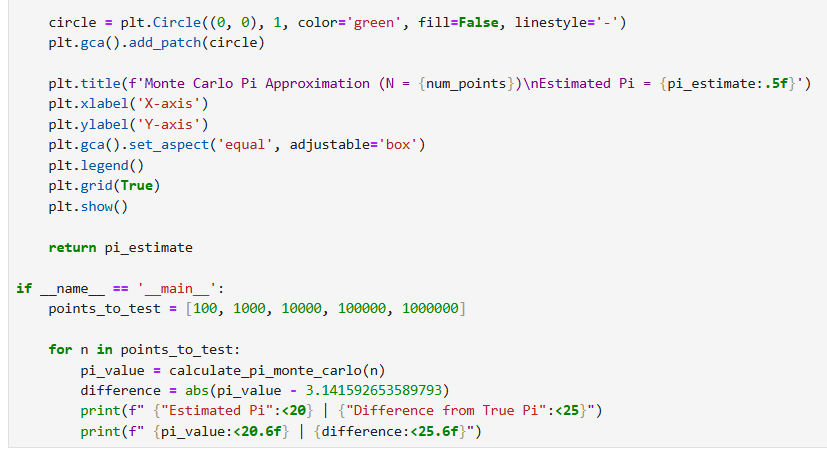 circle = plt.Circle((0, 0), 1, color='green', fill=False, linestyle='-')
    plt.gca().add_patch(circle)

    plt.title(f'Monte Carlo Pi Approximation (N = {num_points})\nEstimated Pi = {pi_estimate:.5f}')
    plt.xlabel('X-axis')
    plt.ylabel('Y-axis')
    plt.gca().set_aspect('equal', adjustable='box')
    plt.legend()
    plt.grid(True)
    plt.show()

    return pi_estimate

if __name__ == '__main__':
    points_to_test = [100, 1000, 10000, 100000, 1000000]

    for n in points_to_test:
        pi_value = calculate_pi_monte_carlo(n)
        difference = abs(pi_value - 3.141592653589793)
        print(f" {"Estimated Pi":<20} | {"Difference from True Pi":<25}")
        print(f" {pi_value:<20.6f} | {difference:<25.6f}")